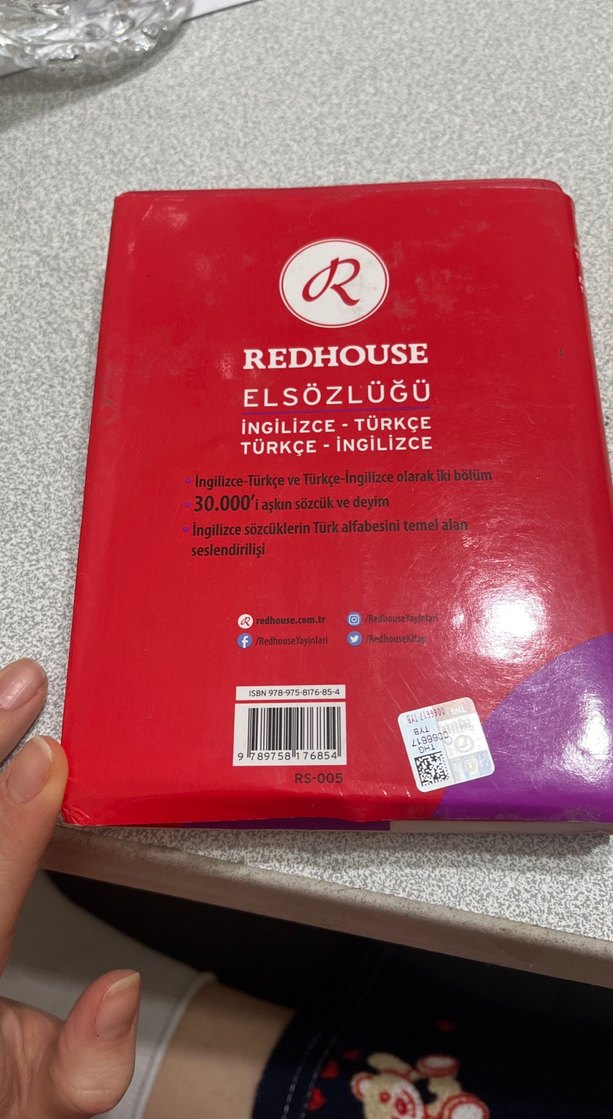 R
REDHOUSE
ELSÖZLÜĞÜ
İNGİLİZCE - TÜRKÇE
TÜRKÇE - İNGİLİZCE
İngilizce-Türkçe ve Türkçe-İngilizce olarak iki bölüm
30.000'i aşkın sözcük ve deyim
İngilizce sözcüklerin Türk alfabesini temel alan
seslendirilişi
redhouse.com.tr
/RedhouseYayinlari
/RedhouseYayinlari
/RedhouseKitap
ISBN 978-975-8176-85-4
9 789758 176854
RS-005
THG
TYB